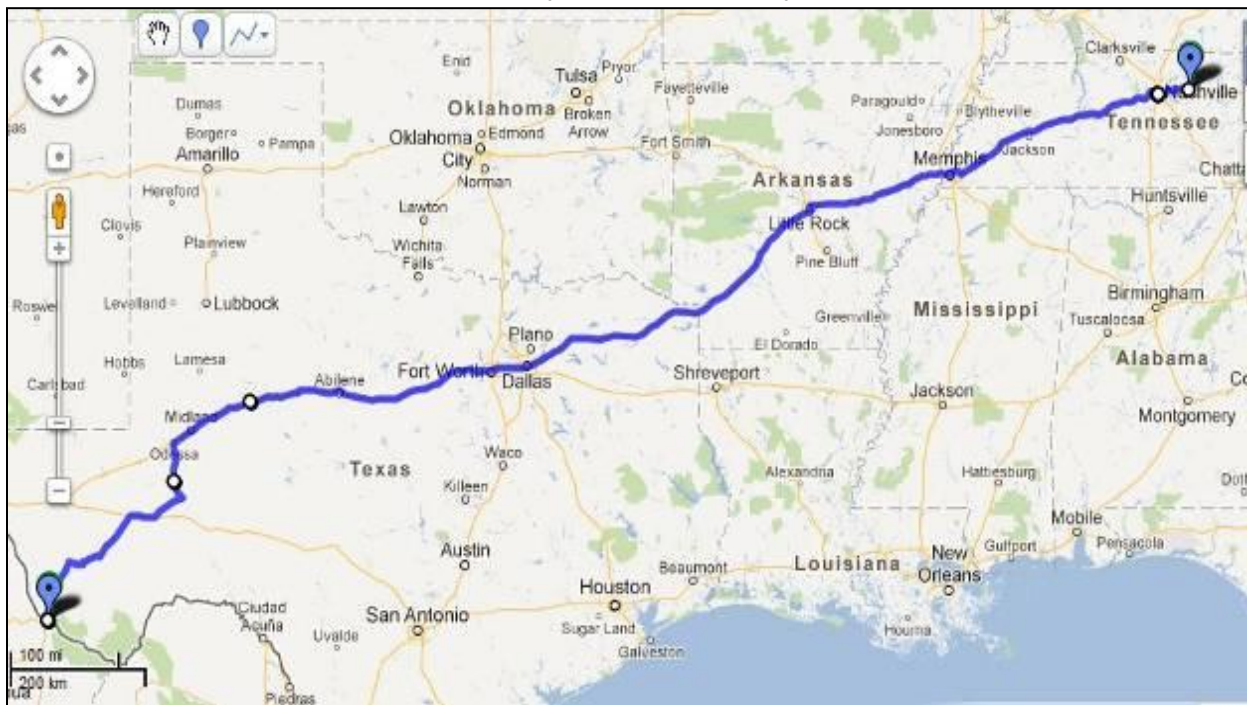 Clarksville
Enid
Pryor
Tulsa
Fayetteville
Nashville
Dumas
Oklahoma
Broken
Arrow
Paragould
Blytheville
Tennessee
Borger
Pampa
Oklahoma
City
Edmond
Jonesboro
Amarillo
Fort Smith
Jackson
Norman
Memphis
Chatta
Hereford
Arkansas
Huntsville
Lawton
Clovis
Little Rock
Plainview
Wichita
Falls
Pine Bluff
Roswe
Levelland
Lubbock
Birmingham
Mississippi
Greenville
Tuscaloosa
Plano
El Dorado
Hobbs
Lamesa
Alabama
Fort Worth
Dallas
Shreveport
Carlsbad
Abilene
Jackson
Midland
Montgomery
Odessa
Waco
Texas
Killeen
Alexandria
Hattiesburg
Dot
Mobile
Austin
Gulfport
Pensacola
Louisiana
New
Orleans
Beaumont
Houston
Ciudad
Acuña
San Antonio
Sugar Land
Houma
Uvalde
Galveston
100 mi
200 km
ua
Piedras